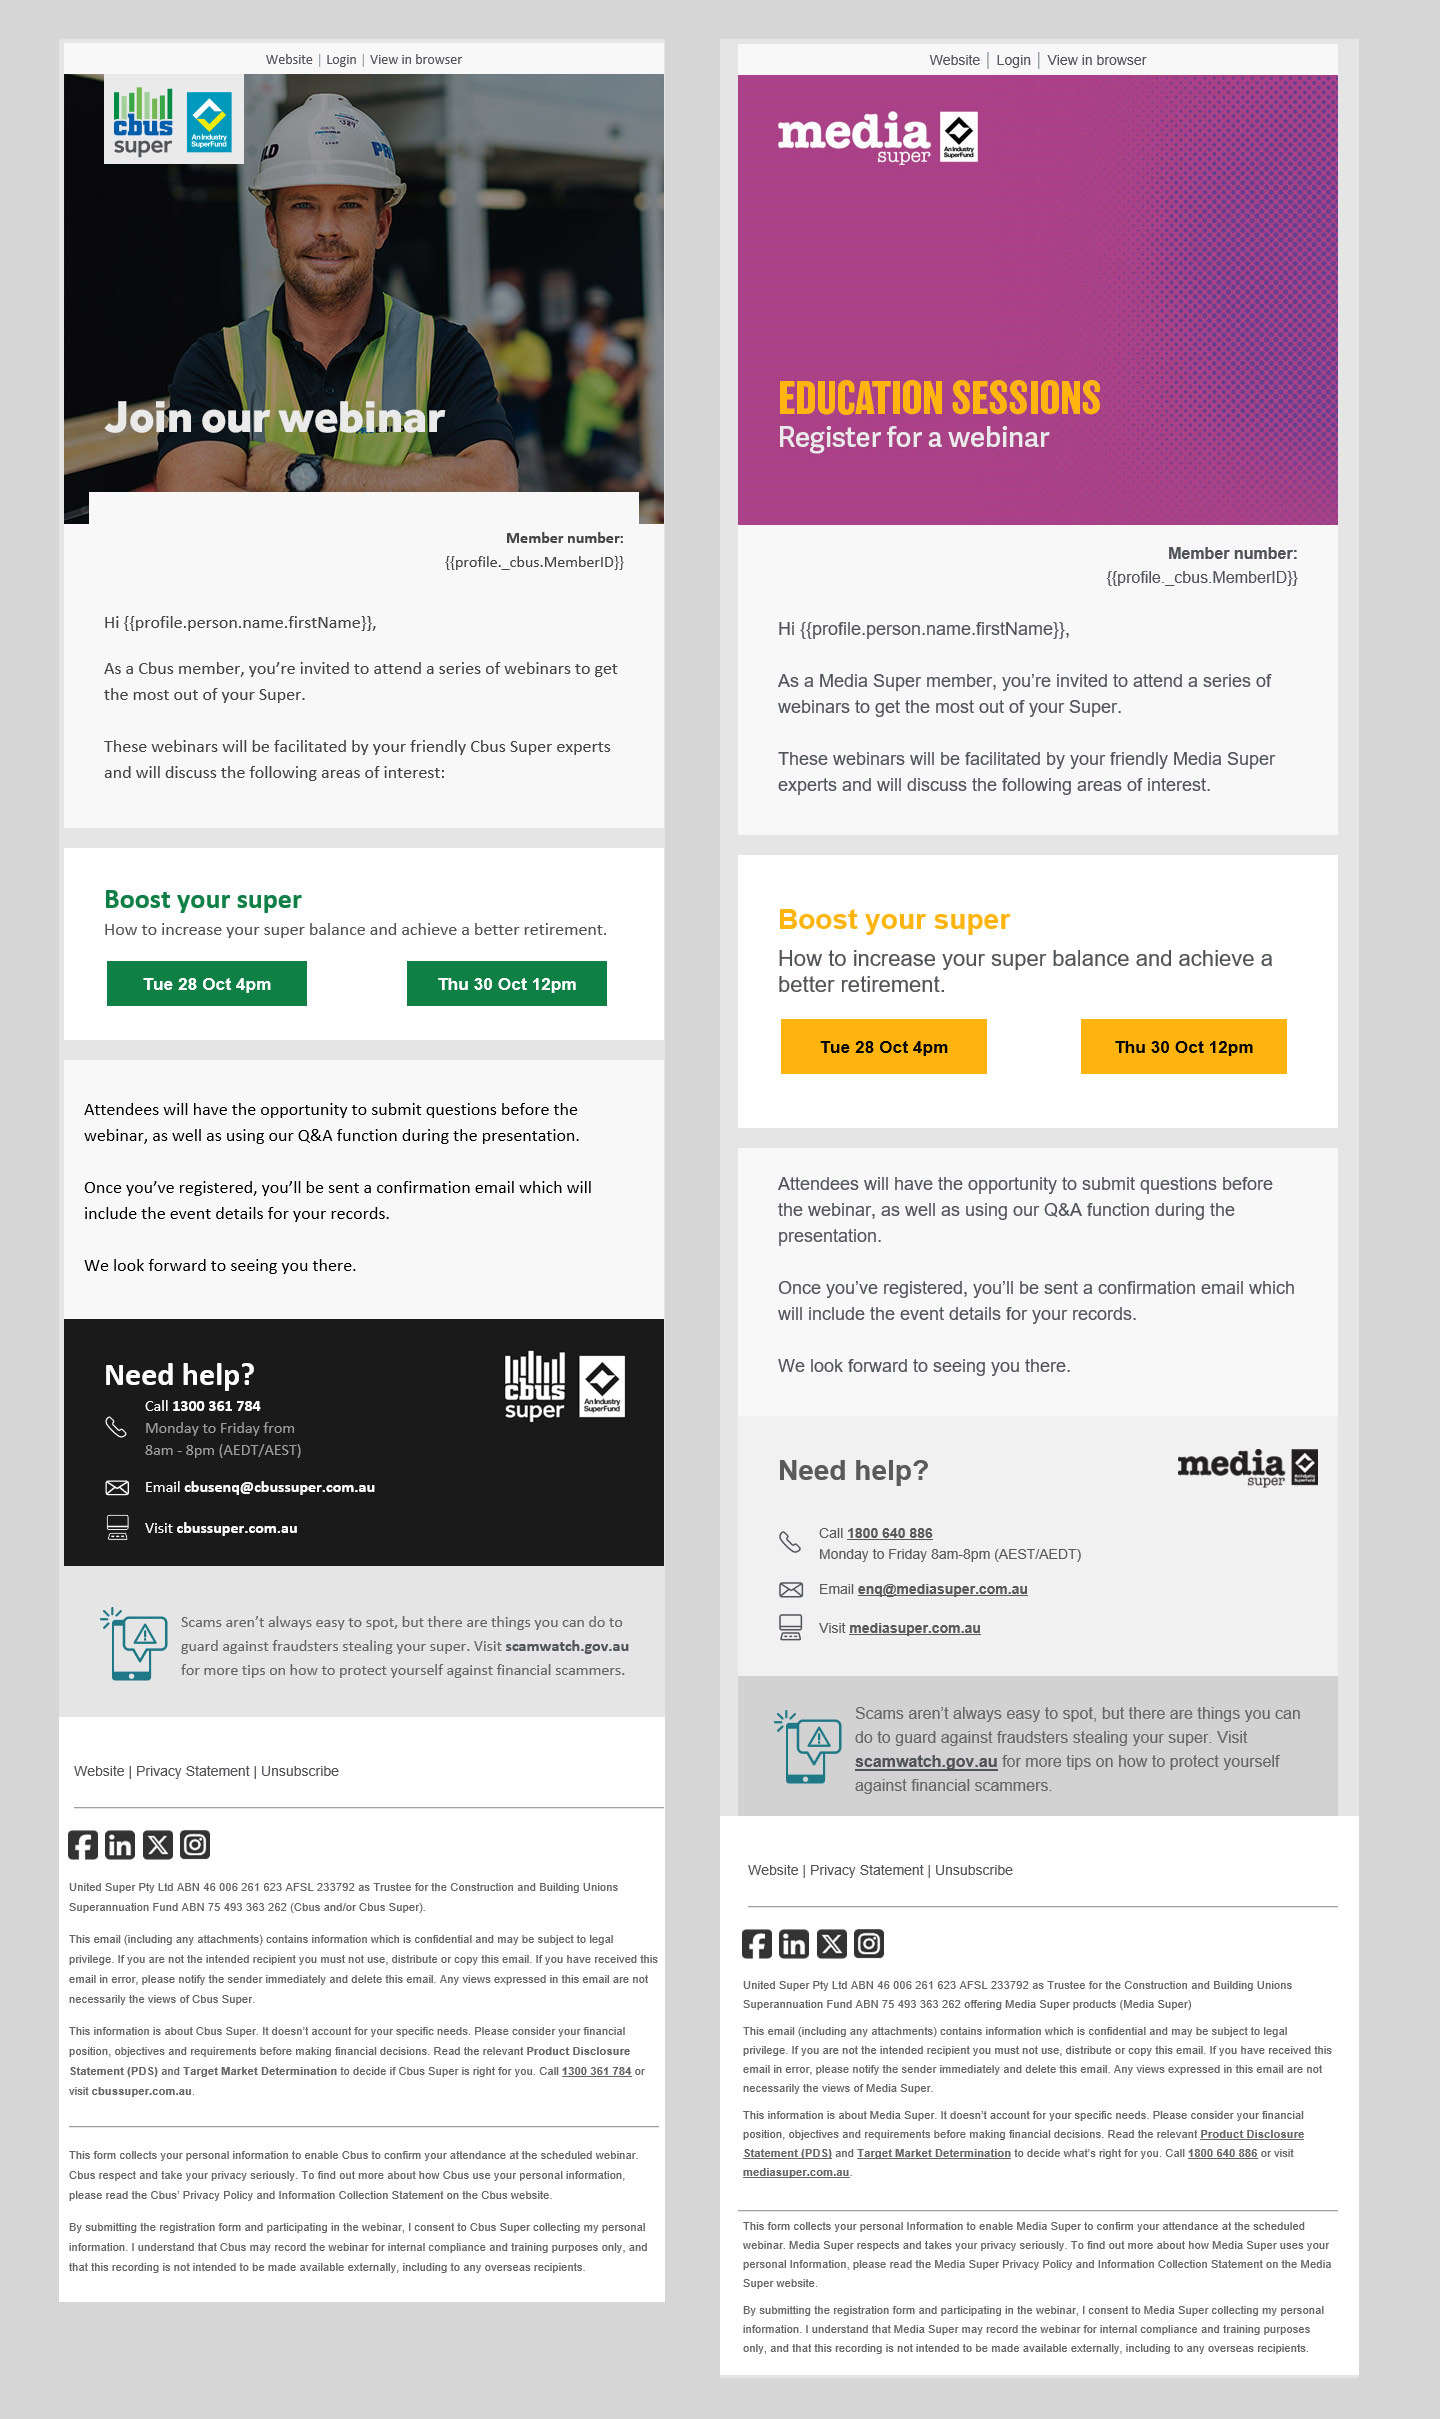 Website | Login | View in browser
cbus
super
An Industry
SuperFund
Join our webinar
Member number:
{{profile._cbus.MemberID}}
Hi {{profile.person.name.firstName}},
As a Cbus member, you’re invited to attend a series of webinars to get
the most out of your Super.
These webinars will be facilitated by your friendly Cbus Super experts
and will discuss the following areas of interest:
Boost your super
How to increase your super balance and achieve a better retirement.
Tue 28 Oct 4pm
Thu 30 Oct 12pm
Attendees will have the opportunity to submit questions before the
webinar, as well as using our Q&A function during the presentation.
Once you’ve registered, you’ll be sent a confirmation email which will
include the event details for your records.
We look forward to seeing you there.
Need help?
Call 1300 361 784
Monday to Friday from
8am - 8pm (AEDT/AEST)
Email cbusenq@cbussuper.com.au
Visit cbussuper.com.au
cbus
super
An Industry
SuperFund
Scams aren’t always easy to spot, but there are things you can do to
guard against fraudsters stealing your super. Visit scamwatch.gov.au
for more tips on how to protect yourself against financial scammers.
Website | Privacy Statement | Unsubscribe
United Super Pty Ltd ABN 46 006 261 623 AFSL 233792 as Trustee for the Construction and Building Unions
Superannuation Fund ABN 75 493 363 262 (Cbus and/or Cbus Super).
This email (including any attachments) contains information which is confidential and may be subject to legal
privilege. If you are not the intended recipient you must not use, distribute or copy this email. If you have received this
email in error, please notify the sender immediately and delete this email. Any views expressed in this email are not
necessarily the views of Cbus Super.
This information is about Cbus Super. It doesn’t account for your specific needs. Please consider your financial
position, objectives and requirements before making financial decisions. Read the relevant Product Disclosure
Statement (PDS) and Target Market Determination to decide if Cbus Super is right for you. Call 1300 361 784 or
visit cbussuper.com.au.
This form collects your personal information to enable Cbus to confirm your attendance at the scheduled webinar.
Cbus respect and take your privacy seriously. To find out more about how Cbus use your personal information,
please read the Cbus’ Privacy Policy and Information Collection Statement on the Cbus website.
By submitting the registration form and participating in the webinar, I consent to Cbus Super collecting my personal
information. I understand that Cbus may record the webinar for internal compliance and training purposes only, and
that this recording is not intended to be made available externally, including to any overseas recipients.
Website | Login | View in browser
media
super
An Industry
SuperFund
EDUCATION SESSIONS
Register for a webinar
Member number:
{{profile._cbus.MemberID}}
Hi {{profile.person.name.firstName}},
As a Media Super member, you’re invited to attend a series of
webinars to get the most out of your Super.
These webinars will be facilitated by your friendly Media Super
experts and will discuss the following areas of interest.
Boost your super
How to increase your super balance and achieve a
better retirement.
Tue 28 Oct 4pm
Thu 30 Oct 12pm
Attendees will have the opportunity to submit questions before
the webinar, as well as using our Q&A function during the
presentation.
Once you’ve registered, you’ll be sent a confirmation email which
will include the event details for your records.
We look forward to seeing you there.
Need help?
media
super
An Industry
SuperFund
Call 1800 640 886
Monday to Friday 8am-8pm (AEST/AEDT)
Email enq@mediasuper.com.au
Visit mediasuper.com.au
Scams aren’t always easy to spot, but there are things you can
do to guard against fraudsters stealing your super. Visit
scamwatch.gov.au for more tips on how to protect yourself
against financial scammers.
Website | Privacy Statement | Unsubscribe
United Super Pty Ltd ABN 46 006 261 623 AFSL 233792 as Trustee for the Construction and Building Unions
Superannuation Fund ABN 75 493 363 262 offering Media Super products (Media Super)
This email (including any attachments) contains information which is confidential and may be subject to legal
privilege. If you are not the intended recipient you must not use, distribute or copy this email. If you have received this
email in error, please notify the sender immediately and delete this email. Any views expressed in this email are not
necessarily the views of Media Super.
This information is about Media Super. It doesn’t account for your specific needs. Please consider your financial
position, objectives and requirements before making financial decisions. Read the relevant Product Disclosure
Statement (PDS) and Target Market Determination to decide what’s right for you. Call 1800 640 886 or visit
mediasuper.com.au.
This form collects your personal Information to enable Media Super to confirm your attendance at the scheduled
webinar. Media Super respects and takes your privacy seriously. To find out more about how Media Super uses your
personal Information, please read the Media Super Privacy Policy and Information Collection Statement on the Media
Super website.
By submitting the registration form and participating in the webinar, I consent to Media Super collecting my personal
information. I understand that Media Super may record the webinar for internal compliance and training purposes
only, and that this recording is not intended to be made available externally, including to any overseas recipients.